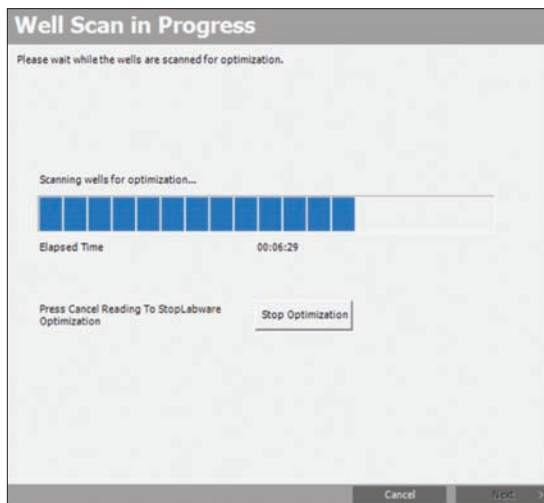 Well Scan in Progress
Please wait while the wells are scanned for optimization.
Scanning wells for optimization...
Elapsed Time 00:06:29
Press Cancel Reading To StopLabware
Optimization
Stop Optimization
Cancel Next